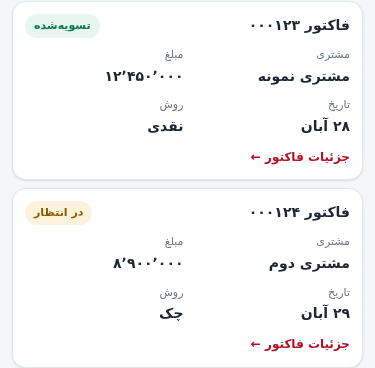 فاکتور ۰۰۰۱۲۳ تسویه‌شده
مشتری مبلغ
مشتری نمونه ۱۲٬۴۵۰٬۰۰۰
تاریخ روش
۲۸ آبان نقدی
جزئیات فاکتور ←
فاکتور ۰۰۰۱۲۴ در انتظار
مشتری مبلغ
مشتری دوم ۸٬۹۰۰٬۰۰۰
تاریخ روش
۲۹ آبان چک
جزئیات فاکتور ←